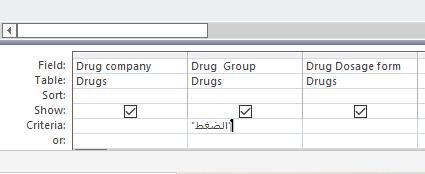 Field: Drug company Drug Group Drug Dosage form
Table: Drugs Drugs Drugs
Sort:
Show:
Criteria: "الضغط"
or: